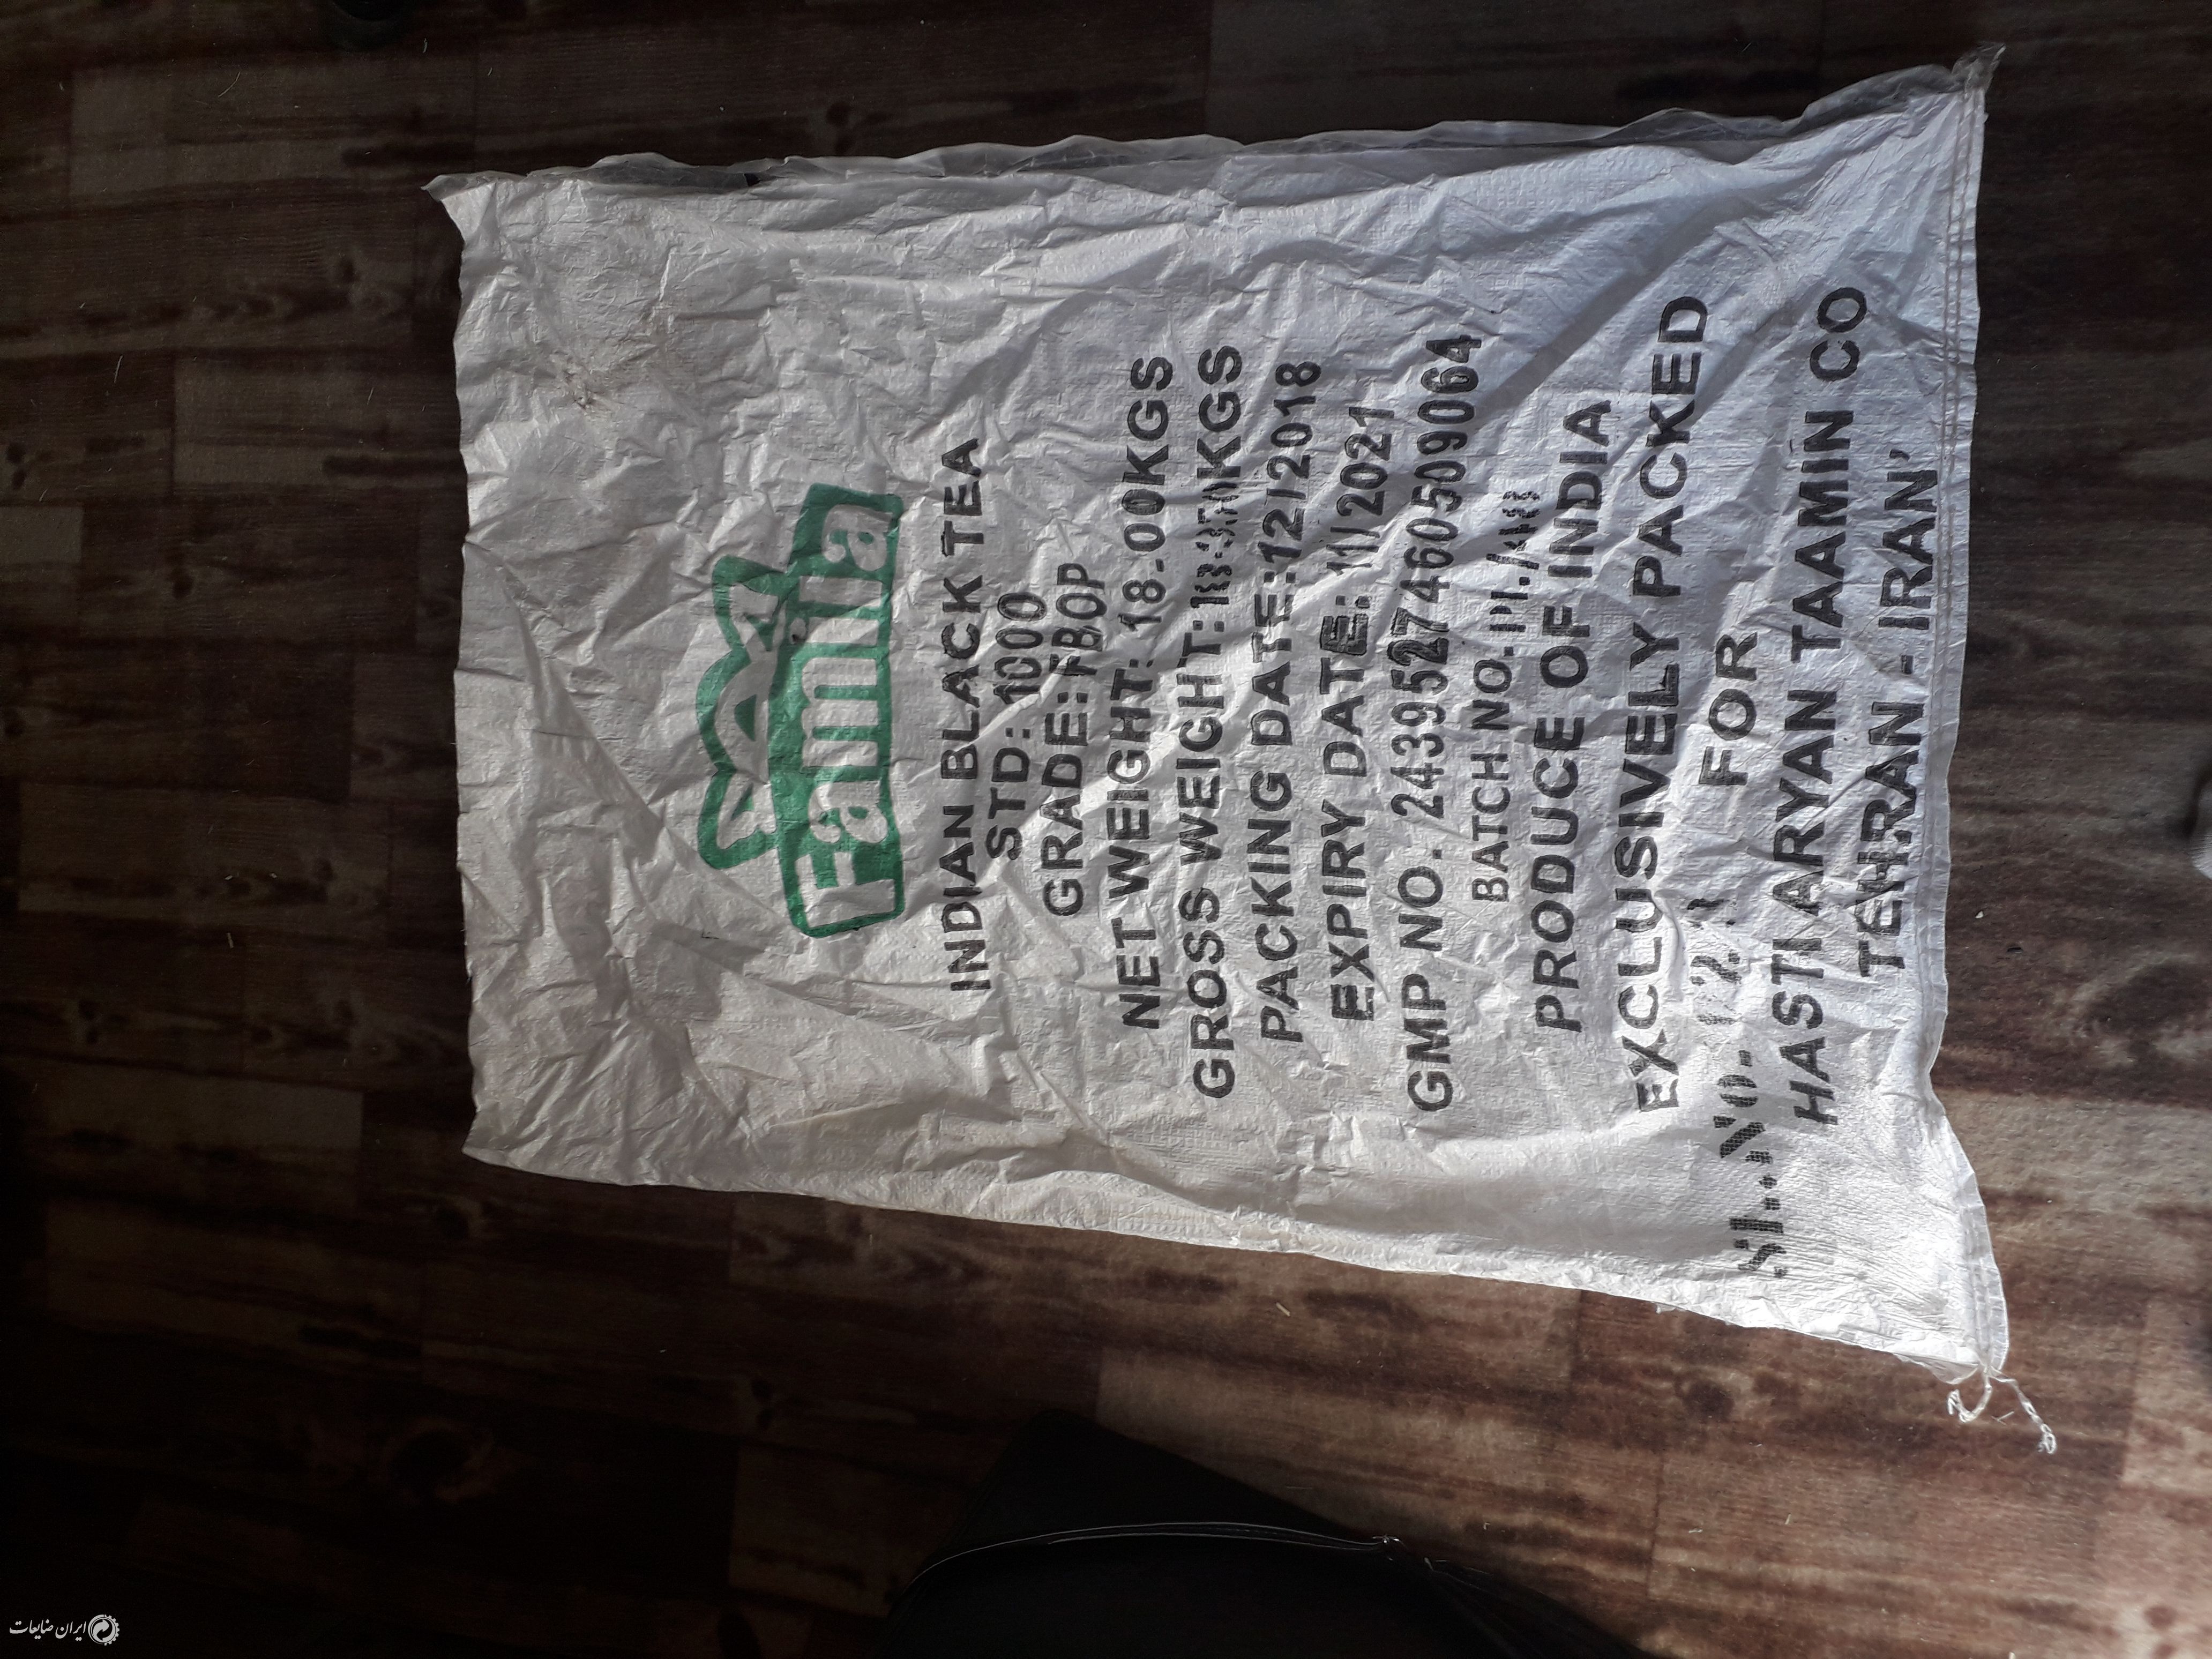 Famila
INDIAN BLACK TEA
STD: 1000
GRADE: FBOP
NET WEIGHT: 18.00KGS
GROSS WEIGHT: KGS
PACKING DATE: 12/2018
EXPIRY DATE: 11/2021
GMP NO. 2439527460509064
BATCH NO.
PRODUCE OF INDIA
EXCLUSIVELY PACKED
FOR
HASTI ARYAN TAAMIN CO
TEHRAN - IRAN'
ایران ضایعات